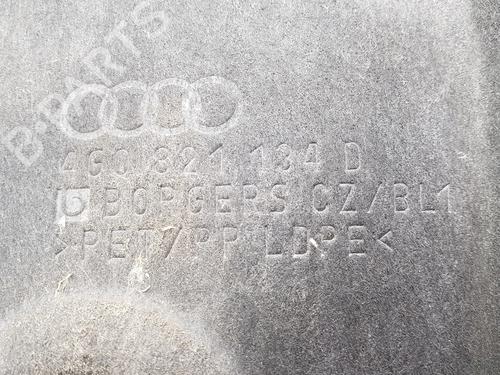 B-PARTS
4G0 821 134 D
BORGERS CZ/BL1
>PET/PP LDPE<